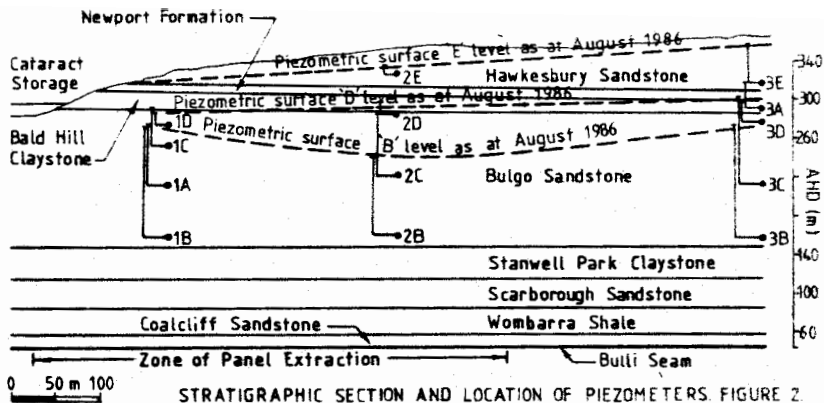 Newport Formation
Piezometric surface 'E' level as at August 1986
340
Cataract Storage
2E
Hawkesbury Sandstone
3E
Piezometric surface 'D' level as at August 1986
300
3A
1D
2D
3D
Bald Hill Claystone
Piezometric surface 'B' level as at August 1986
260
1C
2C
Bulgo Sandstone
1A
3C
AHD (m)
1B
2B
3B
Stanwell Park Claystone
140
Scarborough Sandstone
100
Coalcliff Sandstone
Wombarra Shale
60
Zone of Panel Extraction
Bulli Seam
0 50 m 100
STRATIGRAPHIC SECTION AND LOCATION OF PIEZOMETERS. FIGURE 2.